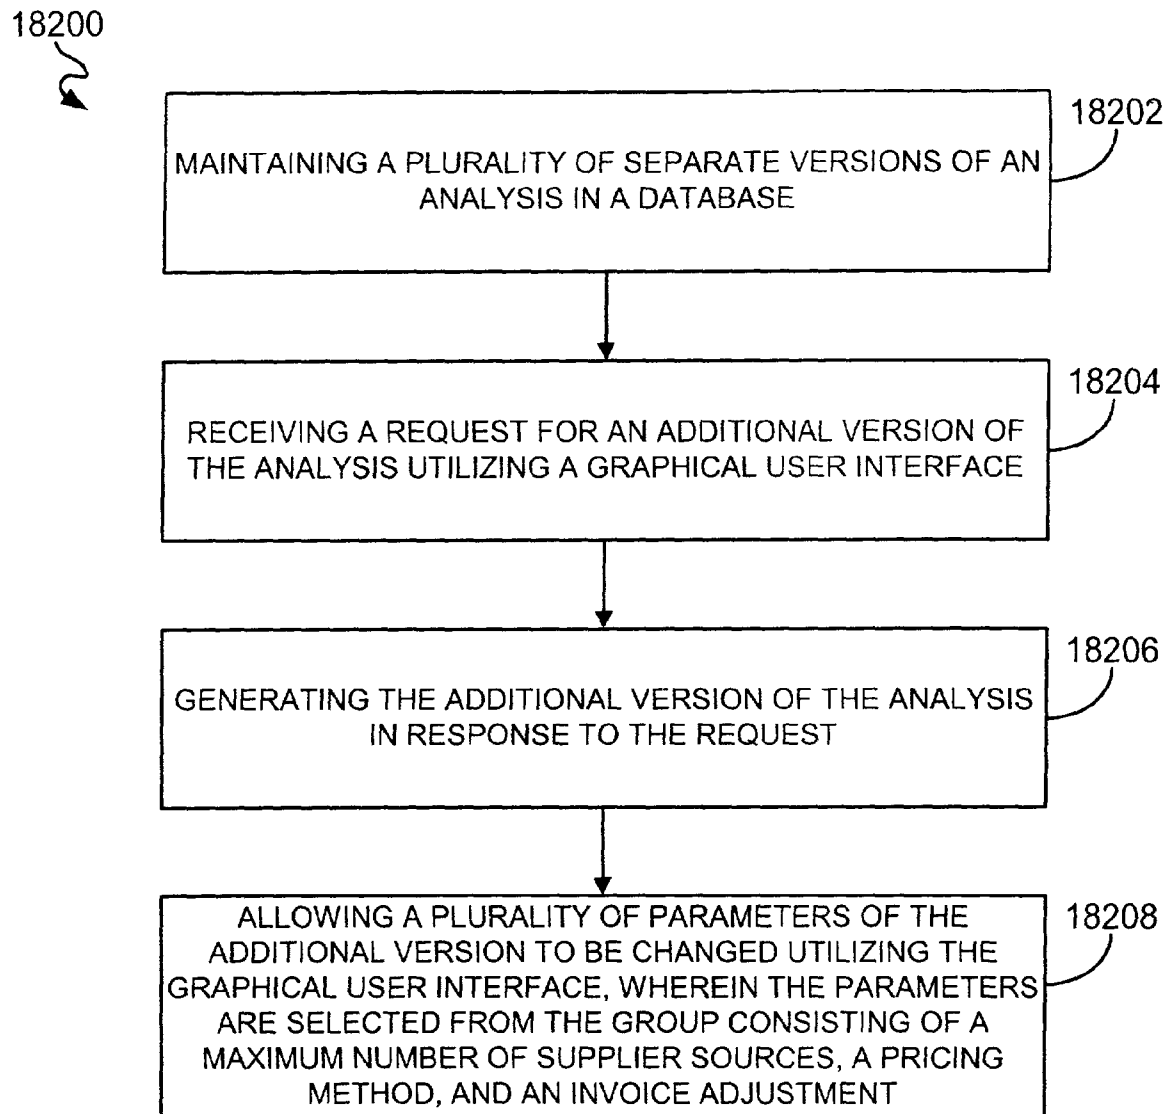 18200
18202
MAINTAINING A PLURALITY OF SEPARATE VERSIONS OF AN
ANALYSIS IN A DATABASE
18204
RECEIVING A REQUEST FOR AN ADDITIONAL VERSION OF
THE ANALYSIS UTILIZING A GRAPHICAL USER INTERFACE
18206
GENERATING THE ADDITIONAL VERSION OF THE ANALYSIS
IN RESPONSE TO THE REQUEST
18208
ALLOWING A PLURALITY OF PARAMETERS OF THE
ADDITIONAL VERSION TO BE CHANGED UTILIZING THE
GRAPHICAL USER INTERFACE, WHEREIN THE PARAMETERS
ARE SELECTED FROM THE GROUP CONSISTING OF A
MAXIMUM NUMBER OF SUPPLIER SOURCES, A PRICING
METHOD, AND AN INVOICE ADJUSTMENT